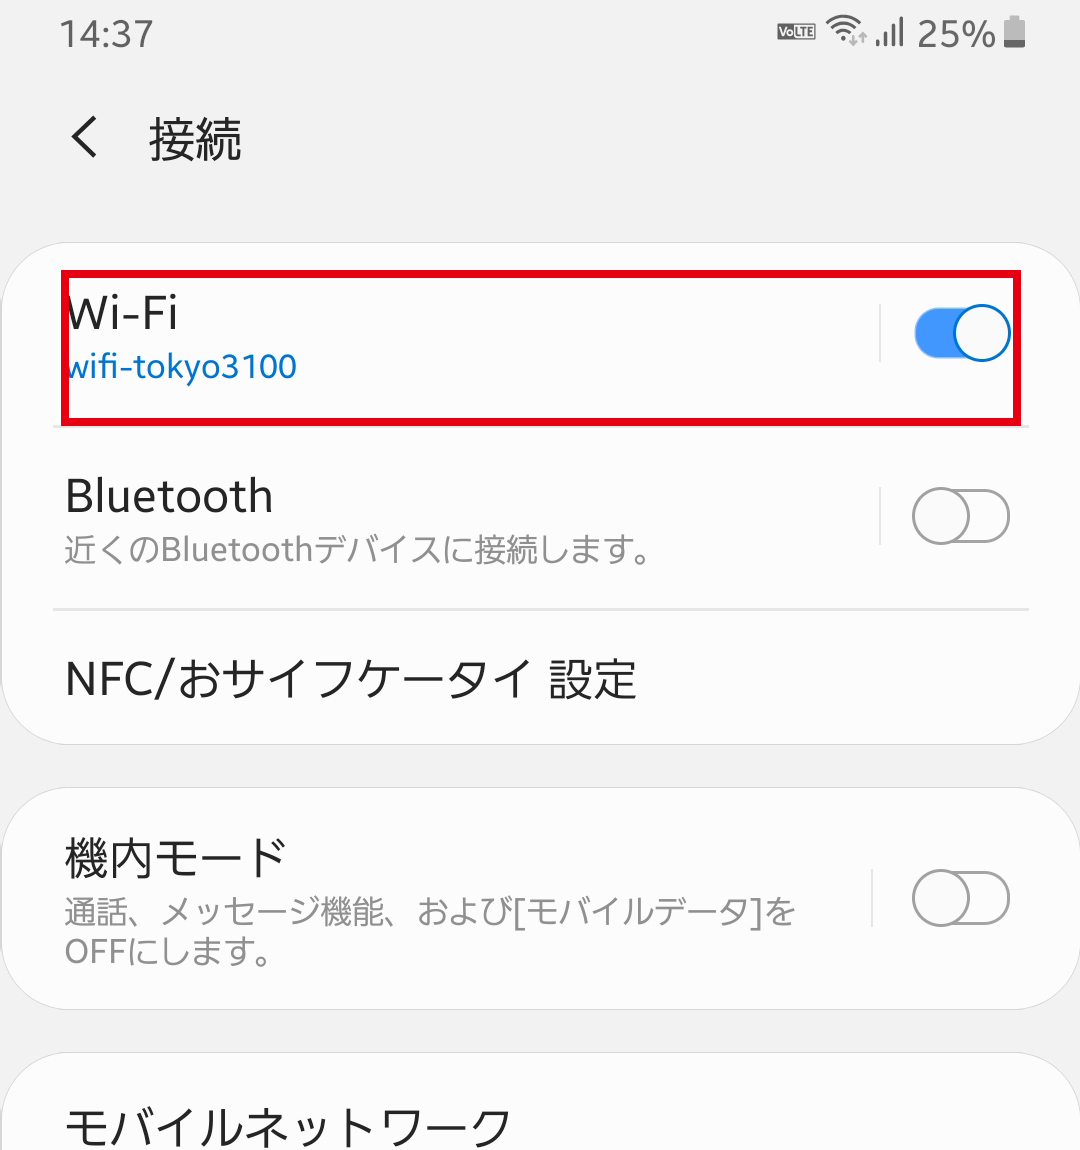 14:37 VoLTE 25%
接続
Wi-Fi
wifi-tokyo3100
Bluetooth
近くのBluetoothデバイスに接続します。
NFC/おサイフケータイ 設定
機内モード
通話、メッセージ機能、および[モバイルデータ]を
OFFにします。
モバイルネットワーク